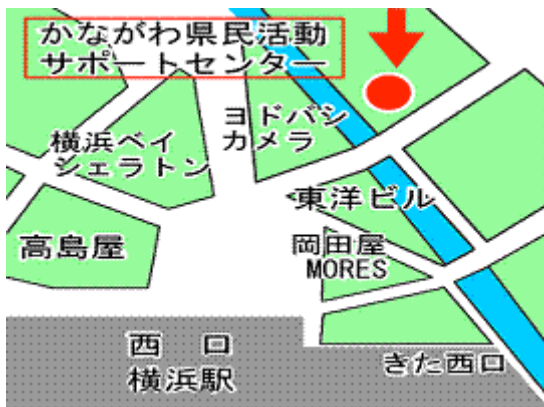 かながわ県民活動
サポートセンター
ヨドバシ
カメラ
横浜ベイ
シェラトン
東洋ビル
高島屋
岡田屋
MORES
西 口
横浜駅
きた西口